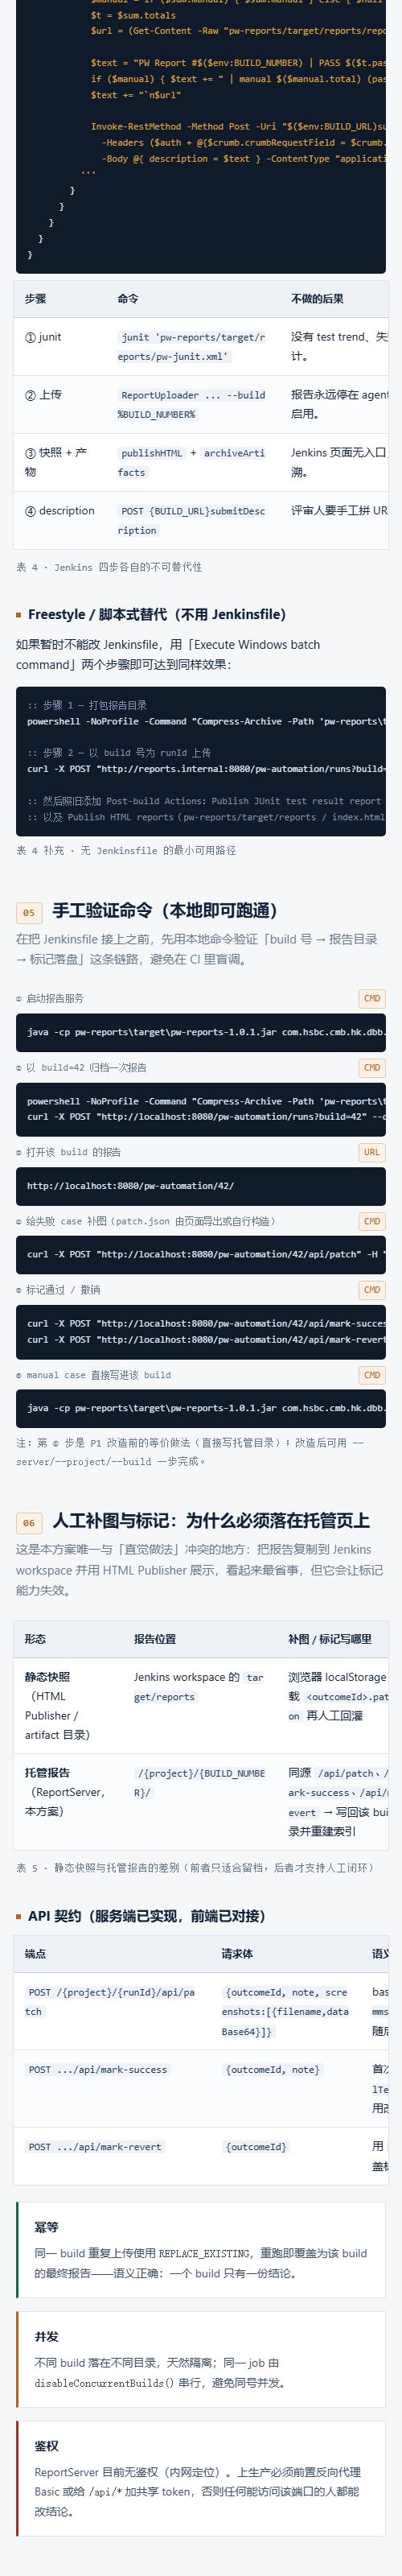 $t = $sum.totals
$url = (Get-Content -Raw "pw-reports/target/reports/repo
$text = "PW Report #$($env:BUILD_NUMBER) | PASS $($t.pas
if ($manual) { $text += " | manual $($manual.total) (pas
$text += "`n$url"
Invoke-RestMethod -Method Post -Uri "$($env:BUILD_URL)su
-Headers ($auth + @{$crumb.crumbRequestField = $crumb.
-Body @{ description = $text } -ContentType "applicati
'''
}
}
}
}
}
步骤 命令 不做的后果
① junit junit 'pw-reports/target/r 没有 test trend、失
eports/pw-junit.xml' 计。
② 上传 ReportUploader ... --build 报告永远停在 agent
%BUILD_NUMBER% 启用。
③ 快照 + 产 publishHTML + archiveArti Jenkins 页面无入口
物 facts 溯。
④ description POST {BUILD_URL}submitDesc 评审人要手工拼 UR
ription
表 4 · Jenkins 四步各自的不可替代性
Freestyle / 脚本式替代（不用 Jenkinsfile）
如果暂时不能改 Jenkinsfile，用「Execute Windows batch
command」两个步骤即可达到同样效果：
:: 步骤 1 — 打包报告目录
powershell -NoProfile -Command "Compress-Archive -Path 'pw-reports\t
:: 步骤 2 — 以 build 号为 runId 上传
curl -X POST "http://reports.internal:8080/pw-automation/runs?build=
:: 然后照旧添加 Post-build Actions: Publish JUnit test result report
:: 以及 Publish HTML reports（pw-reports/target/reports / index.html
表 4 补充 · 无 Jenkinsfile 的最小可用路径
05 手工验证命令（本地即可跑通）
在把 Jenkinsfile 接上之前，先用本地命令验证「build 号 → 报告目录
→ 标记落盘」这条链路，避免在 CI 里盲调。
① 启动报告服务 CMD
java -cp pw-reports\target\pw-reports-1.0.1.jar com.hsbc.cmb.hk.dbb.
② 以 build=42 归档一次报告 CMD
powershell -NoProfile -Command "Compress-Archive -Path 'pw-reports\t
curl -X POST "http://localhost:8080/pw-automation/runs?build=42" --d
③ 打开该 build 的报告 URL
http://localhost:8080/pw-automation/42/
④ 给失败 case 补图（patch.json 由页面导出或自行构造） CMD
curl -X POST "http://localhost:8080/pw-automation/42/api/patch" -H "
⑤ 标记通过 / 撤销 CMD
curl -X POST "http://localhost:8080/pw-automation/42/api/mark-succes
curl -X POST "http://localhost:8080/pw-automation/42/api/mark-revert
⑥ manual case 直接写进该 build CMD
java -cp pw-reports\target\pw-reports-1.0.1.jar com.hsbc.cmb.hk.dbb.
注：第 ⑥ 步是 P1 改造前的等价做法（直接写托管目录）；改造后可用 --
server/--project/--build 一步完成。
06 人工补图与标记：为什么必须落在托管页上
这是本方案唯一与「直觉做法」冲突的地方：把报告复制到 Jenkins
workspace 并用 HTML Publisher 展示，看起来最省事，但它会让标记
能力失效。
形态 报告位置 补图 / 标记写哪里
静态快照 Jenkins workspace 的 tar 浏览器 localStorage
（HTML get/reports 载 <outcomeId>.pat
Publisher / on 再人工回灌
artifact 目录）
托管报告 /{project}/{BUILD_NUMBE 同源 /api/patch、/
（ReportServer， R}/ ark-success、/api/m
本方案） evert → 写回该 bui
录并重建索引
表 5 · 静态快照与托管报告的差别（前者只适合留档，后者才支持人工闭环）
API 契约（服务端已实现，前端已对接）
端点 请求体 语义
POST /{project}/{runId}/api/pa {outcomeId, note, scre bas
tch enshots:[{filename,data mms
Base64}]} 随后
POST .../api/mark-success {outcomeId, note} 首次
lTe
用改
POST .../api/mark-revert {outcomeId} 用
盖标
幂等
同一 build 重复上传使用 REPLACE_EXISTING，重跑即覆盖为该 build
的最终报告——语义正确：一个 build 只有一份结论。
并发
不同 build 落在不同目录，天然隔离；同一 job 由
disableConcurrentBuilds() 串行，避免同号并发。
鉴权
ReportServer 目前无鉴权（内网定位）。上生产必须前置反向代理
Basic 或给 /api/* 加共享 token，否则任何能访问该端口的人都能
改结论。